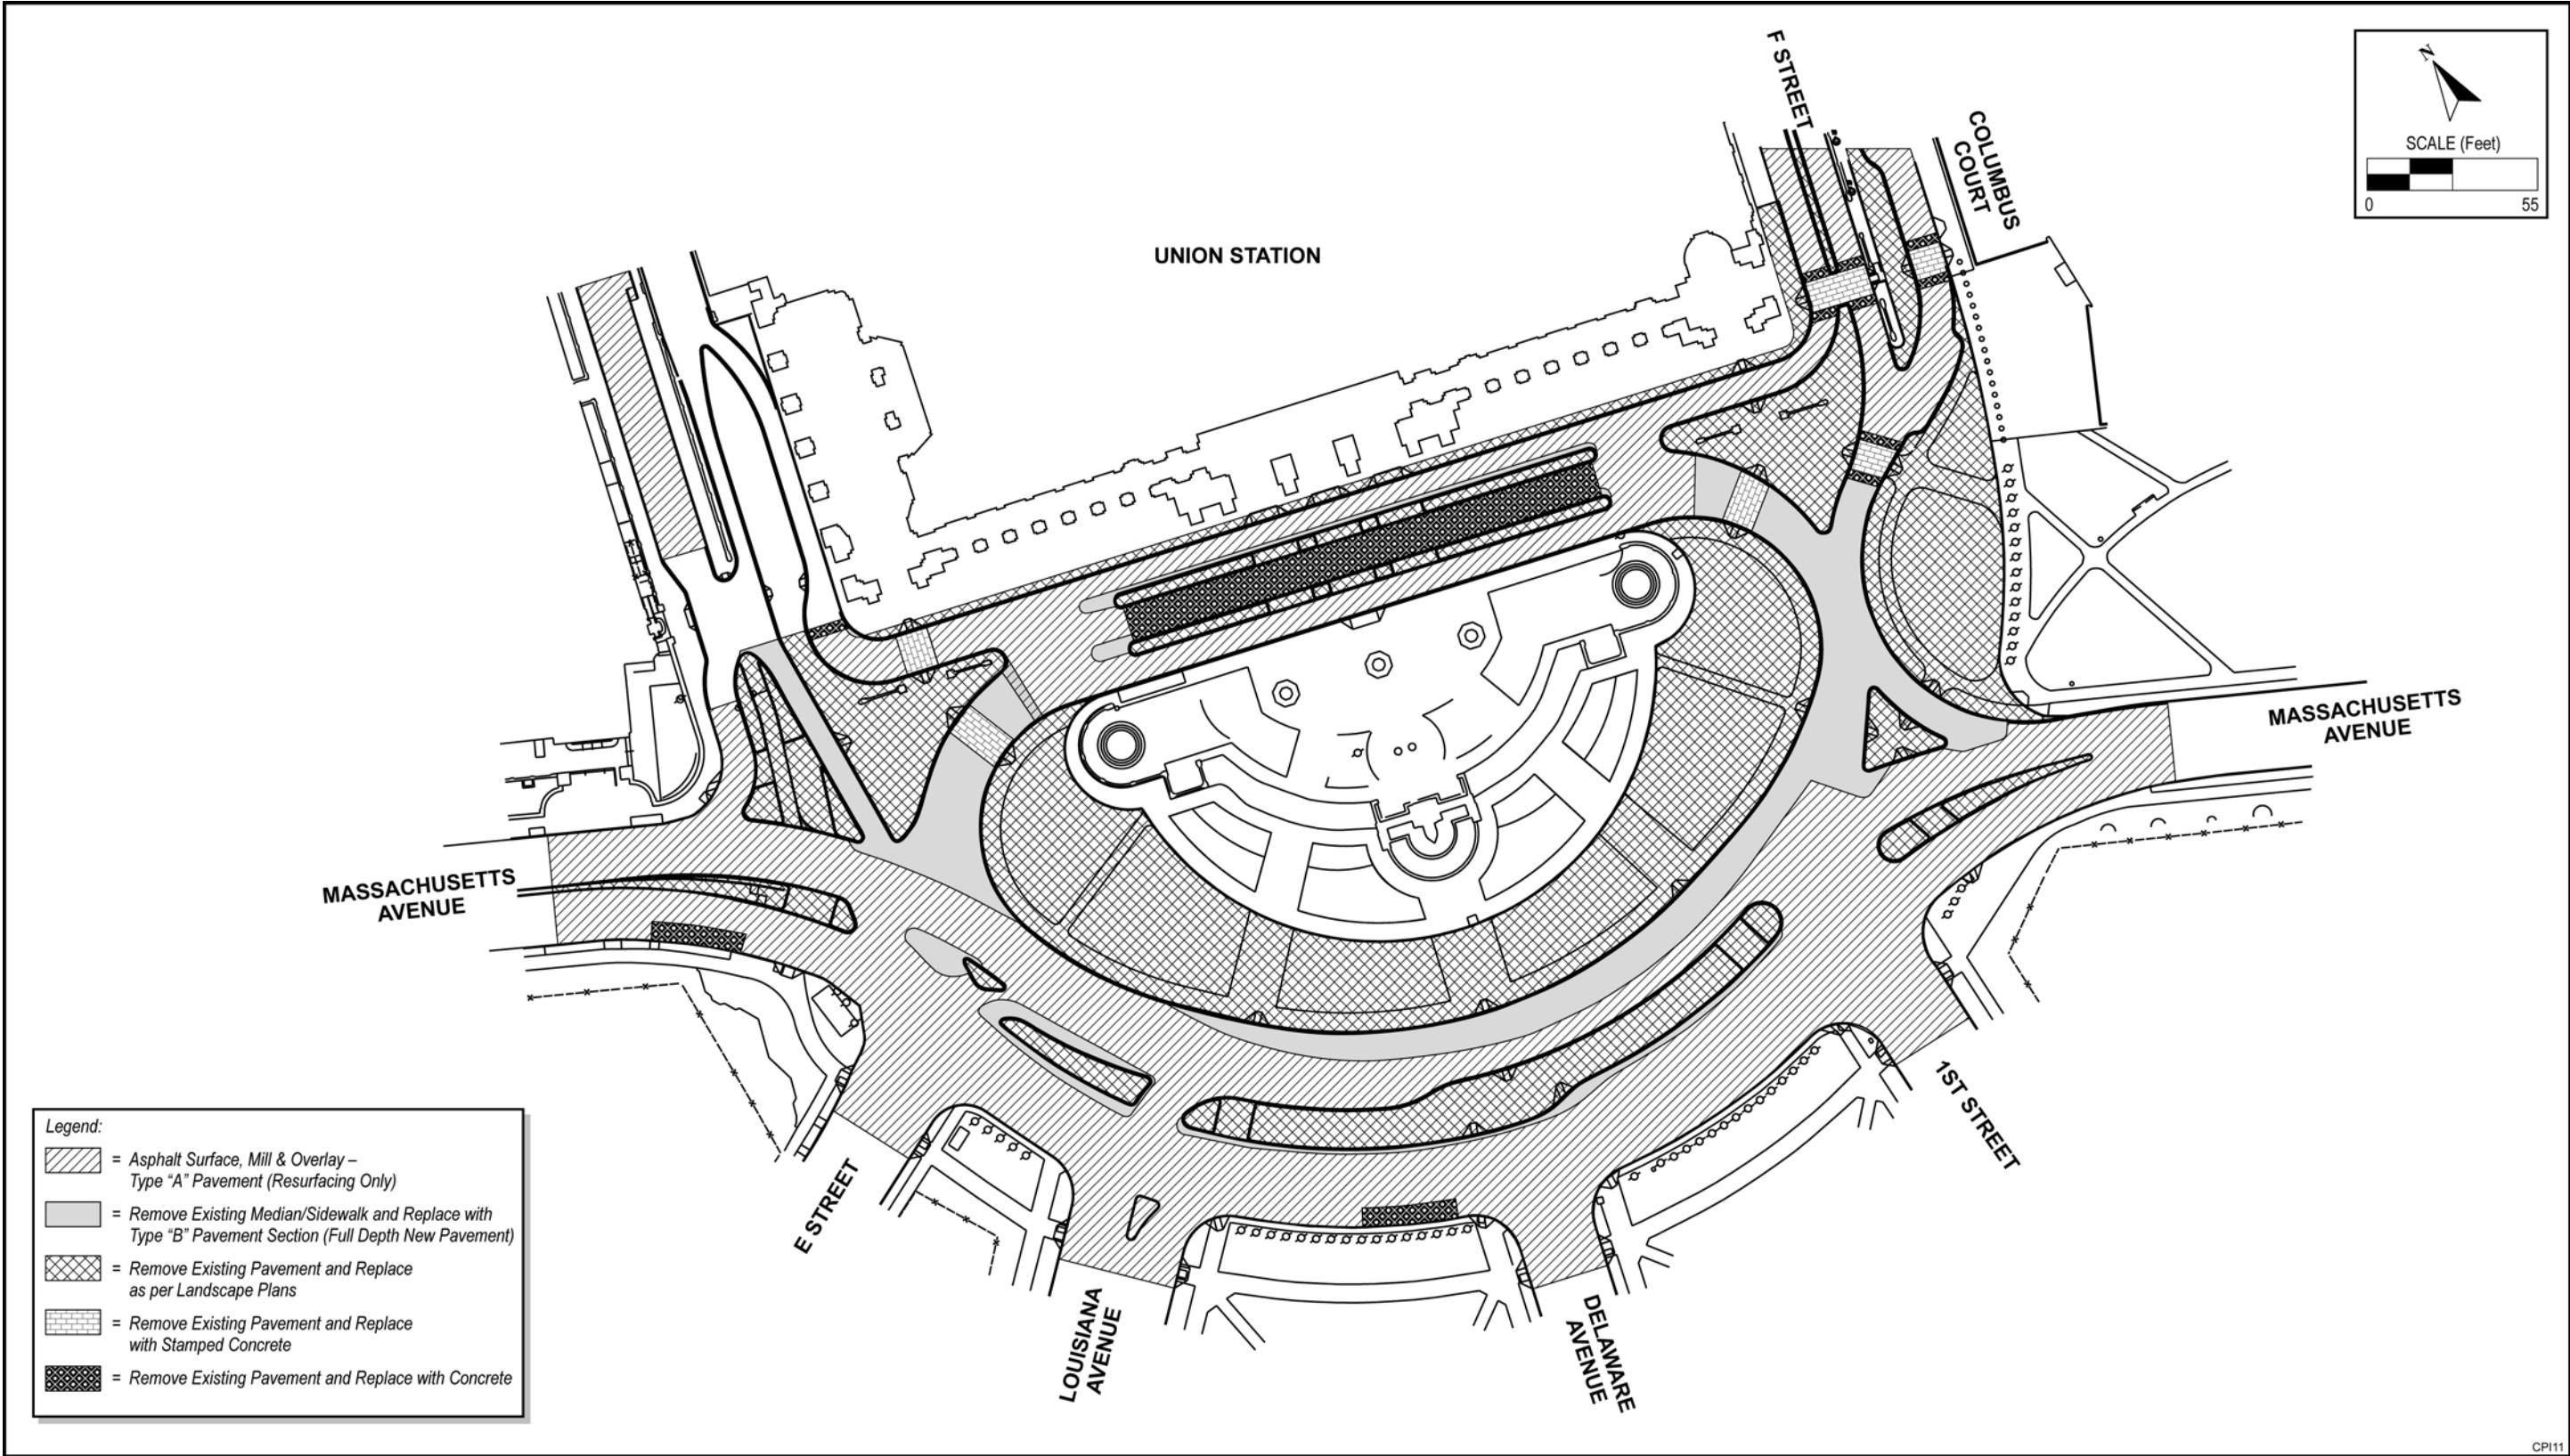 F STREET
COLUMBUS
COURT
N
SCALE (Feet)
0 55
UNION STATION
MASSACHUSETTS
AVENUE
MASSACHUSETTS
AVENUE
1ST STREET
E STREET
LOUISIANA
AVENUE
DELAWARE
AVENUE
Legend:
= Asphalt Surface, Mill & Overlay –
Type “A” Pavement (Resurfacing Only)
= Remove Existing Median/Sidewalk and Replace with
Type “B” Pavement Section (Full Depth New Pavement)
= Remove Existing Pavement and Replace
as per Landscape Plans
= Remove Existing Pavement and Replace
with Stamped Concrete
= Remove Existing Pavement and Replace with Concrete
CPI11